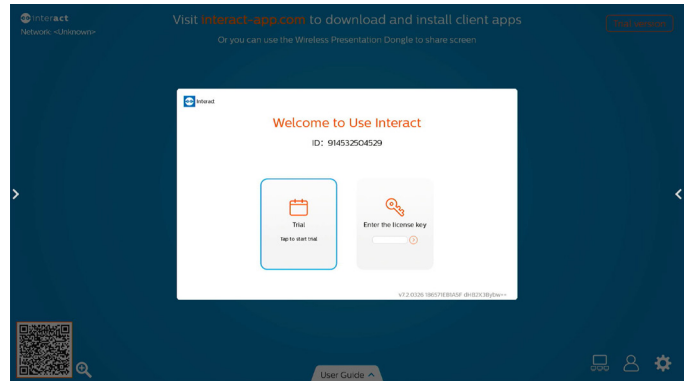 interact
Network <Unknown>
Visit interact-app.com to download and install client apps
Or you can use the Wireless Presentation Dongle to share screen
Trial version
Interact
Welcome to Use Interact
ID: 914532504529
Trial
Tap to start trial
Enter the license key
User Guide